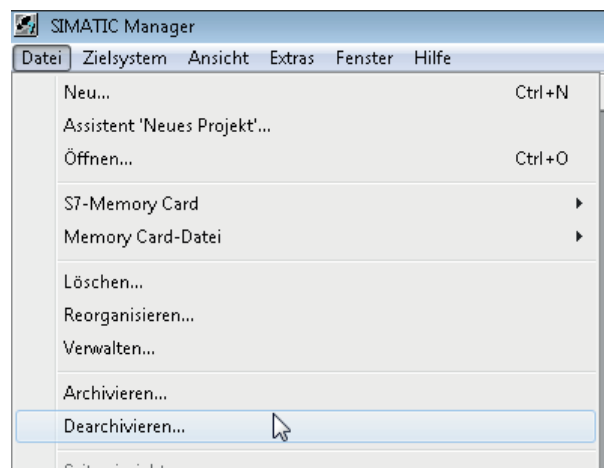 SIMATIC Manager
Datei Zielsystem Ansicht Extras Fenster Hilfe
Neu... Ctrl+N
Assistent 'Neues Projekt'...
Öffnen... Ctrl+O
S7-Memory Card
Memory Card-Datei
Löschen...
Reorganisieren...
Verwalten...
Archivieren...
Dearchivieren...